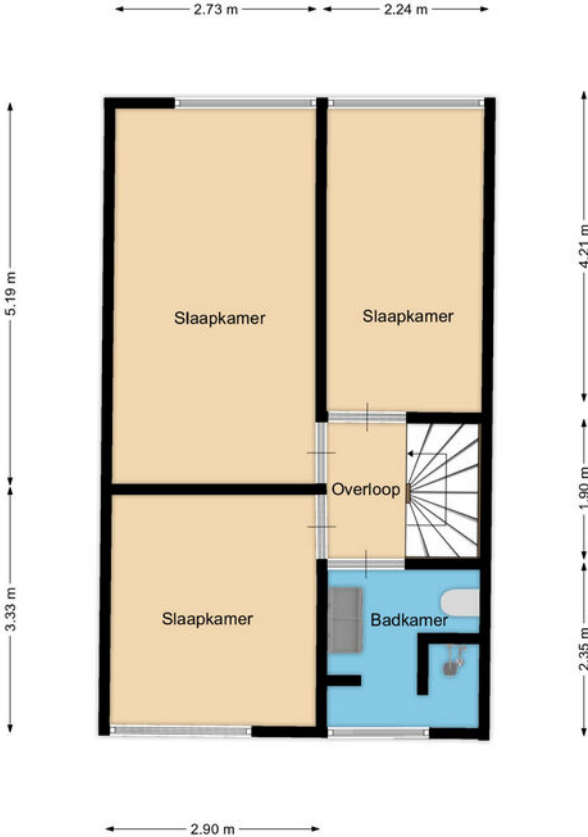 2.73 m
2.24 m
5.19 m
4.21 m
Slaapkamer
Slaapkamer
Overloop
1.90 m
3.33 m
Slaapkamer
Badkamer
2.35 m
2.90 m